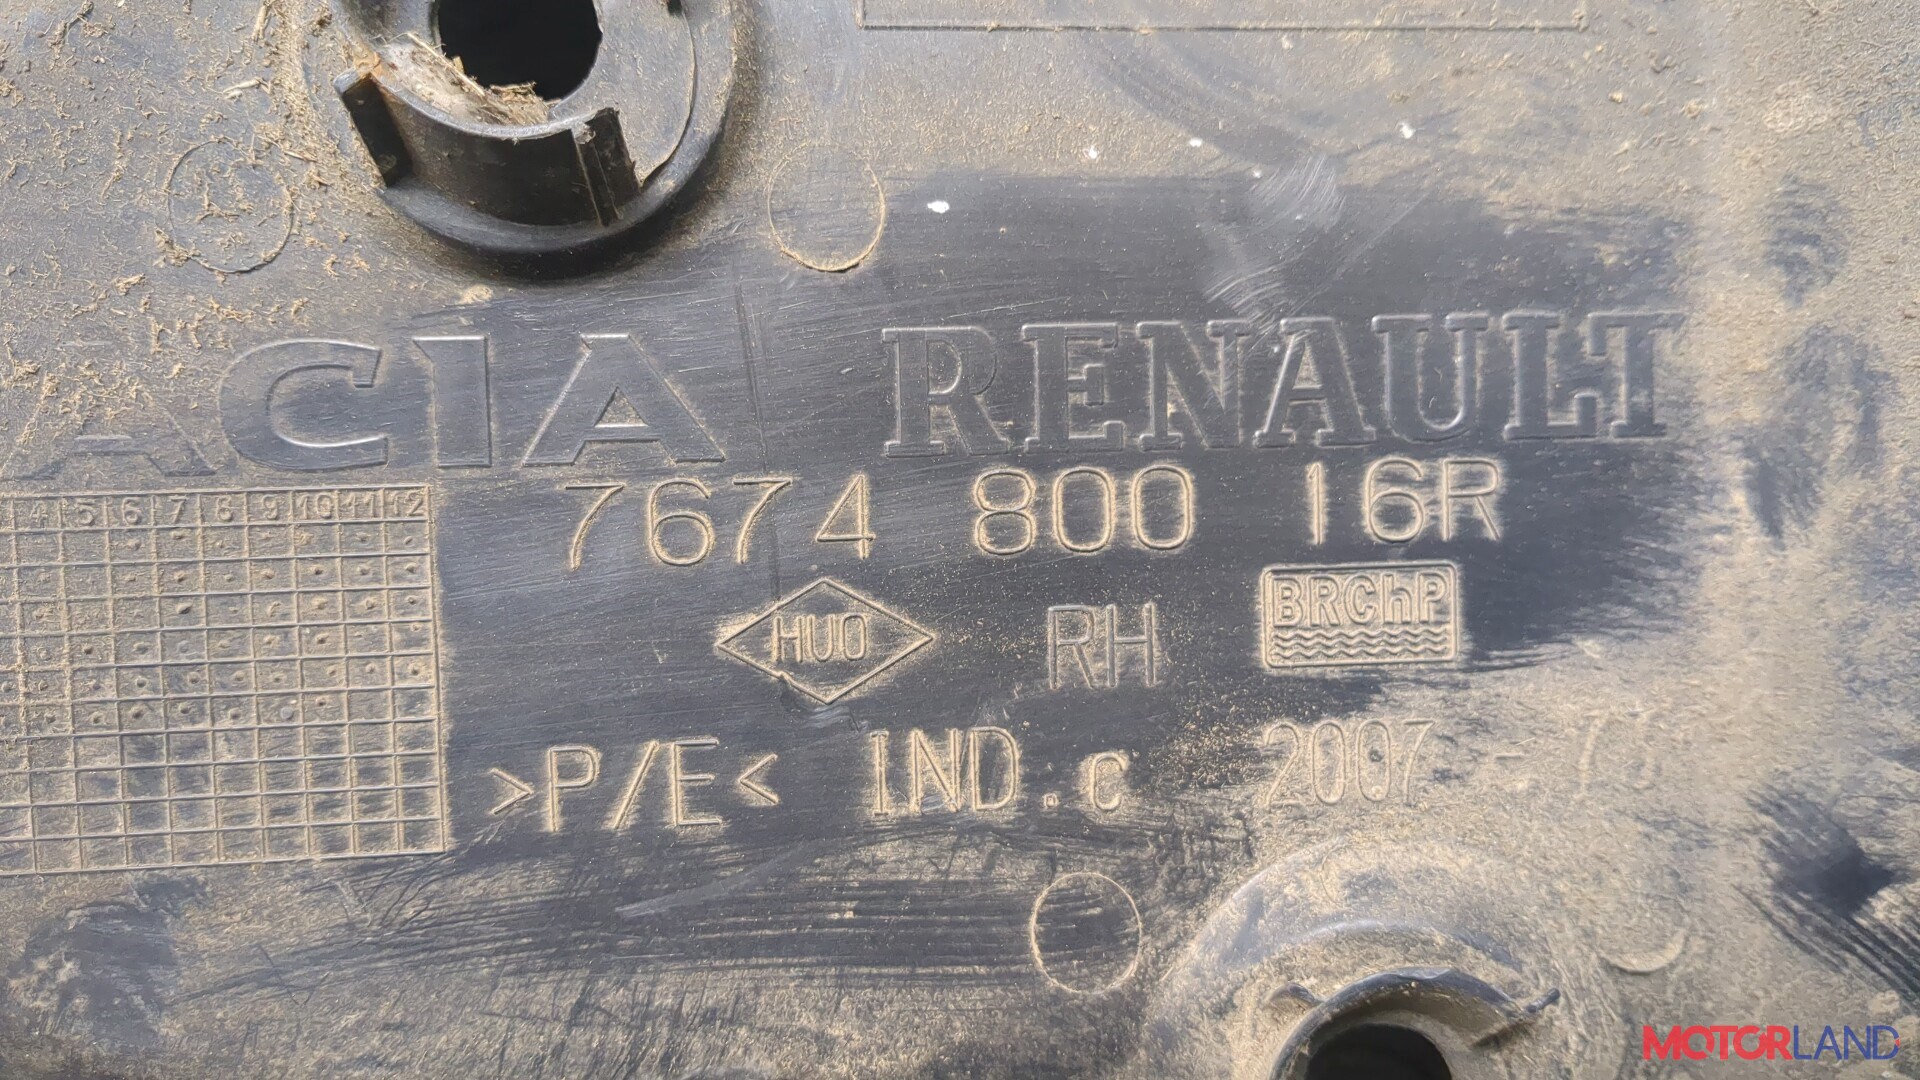 ACIA RENAULT
7674 800 16R
4 5 6 7 8 9 10 11 12
HUO RH BRChP
>P/E< IND.c 2007
MOTORLAND